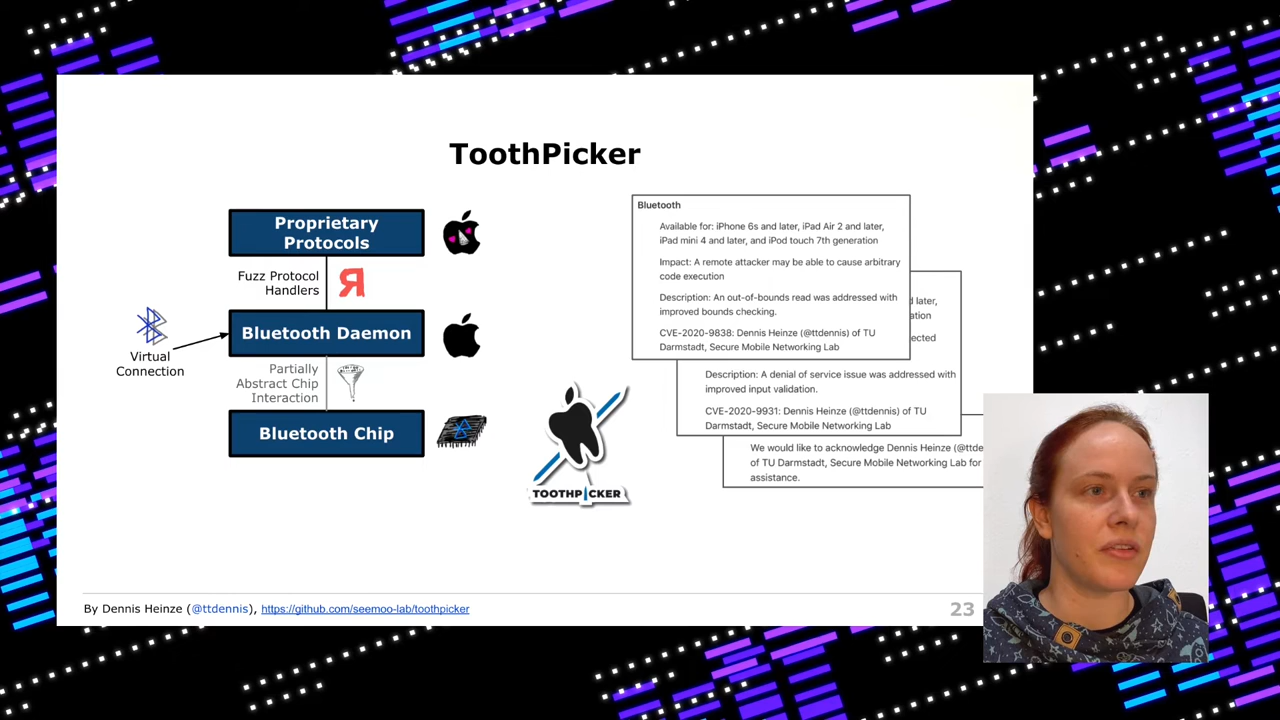 ToothPicker
Proprietary
Protocols
Fuzz Protocol
Handlers
Я
Bluetooth Daemon
Virtual
Connection
Partially
Abstract Chip
Interaction
Bluetooth Chip
TOOTHPICKER
Bluetooth
Available for: iPhone 6s and later, iPad Air 2 and later,
iPad mini 4 and later, and iPod touch 7th generation
Impact: A remote attacker may be able to cause arbitrary
code execution
Description: An out-of-bounds read was addressed with
improved bounds checking.
CVE-2020-9838: Dennis Heinze (@ttdennis) of TU
Darmstadt, Secure Mobile Networking Lab
d later,
ation
ected
Description: A denial of service issue was addressed with
improved input validation.
CVE-2020-9931: Dennis Heinze (@ttdennis) of TU
Darmstadt, Secure Mobile Networking Lab
We would like to acknowledge Dennis Heinze (@ttde
of TU Darmstadt, Secure Mobile Networking Lab for
assistance.
By Dennis Heinze (@ttdennis), https://github.com/seemoo-lab/toothpicker
23